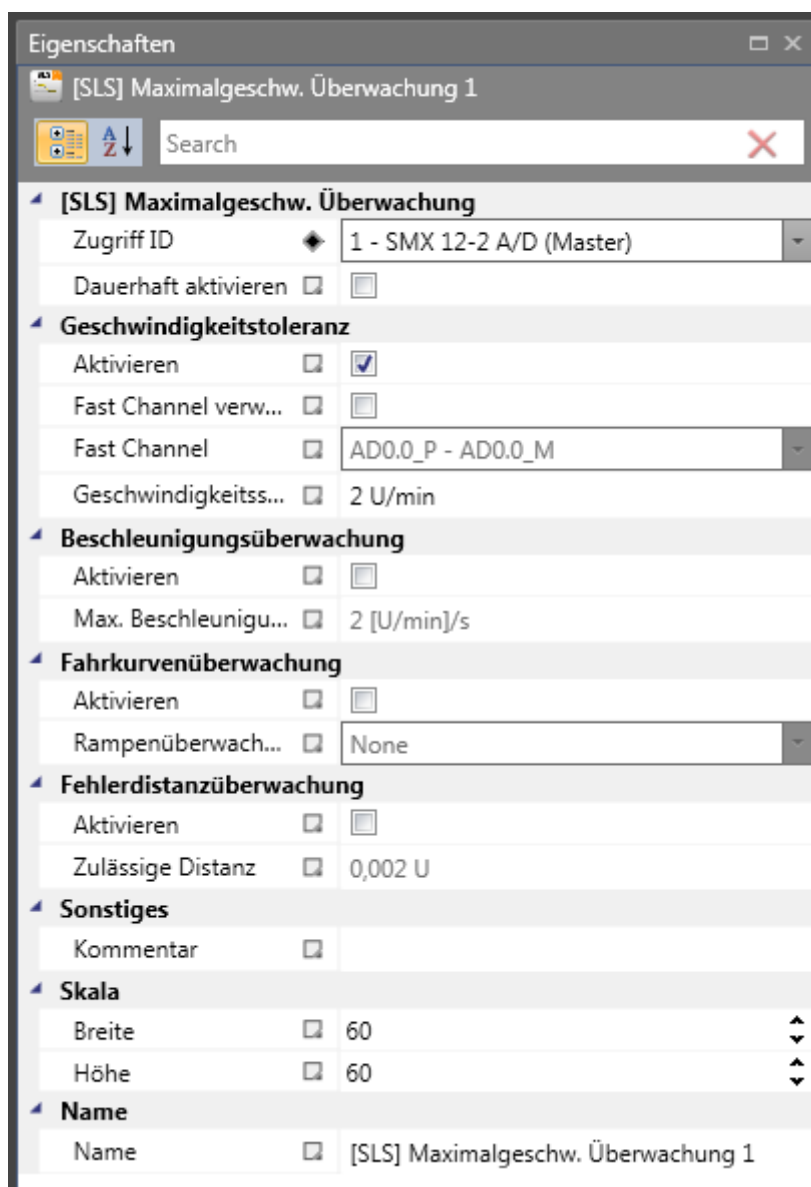 Eigenschaften
[SLS] Maximalgeschw. Überwachung 1
A Z Search
[SLS] Maximalgeschw. Überwachung
Zugriff ID 1 - SMX 12-2 A/D (Master)
Dauerhaft aktivieren
Geschwindigkeitstoleranz
Aktivieren
Fast Channel verw...
Fast Channel AD0.0_P - AD0.0_M
Geschwindigkeitss... 2 U/min
Beschleunigungsüberwachung
Aktivieren
Max. Beschleunigu... 2 [U/min]/s
Fahrkurvenüberwachung
Aktivieren
Rampenüberwach... None
Fehlerdistanzüberwachung
Aktivieren
Zulässige Distanz 0,002 U
Sonstiges
Kommentar
Skala
Breite 60
Höhe 60
Name
Name [SLS] Maximalgeschw. Überwachung 1